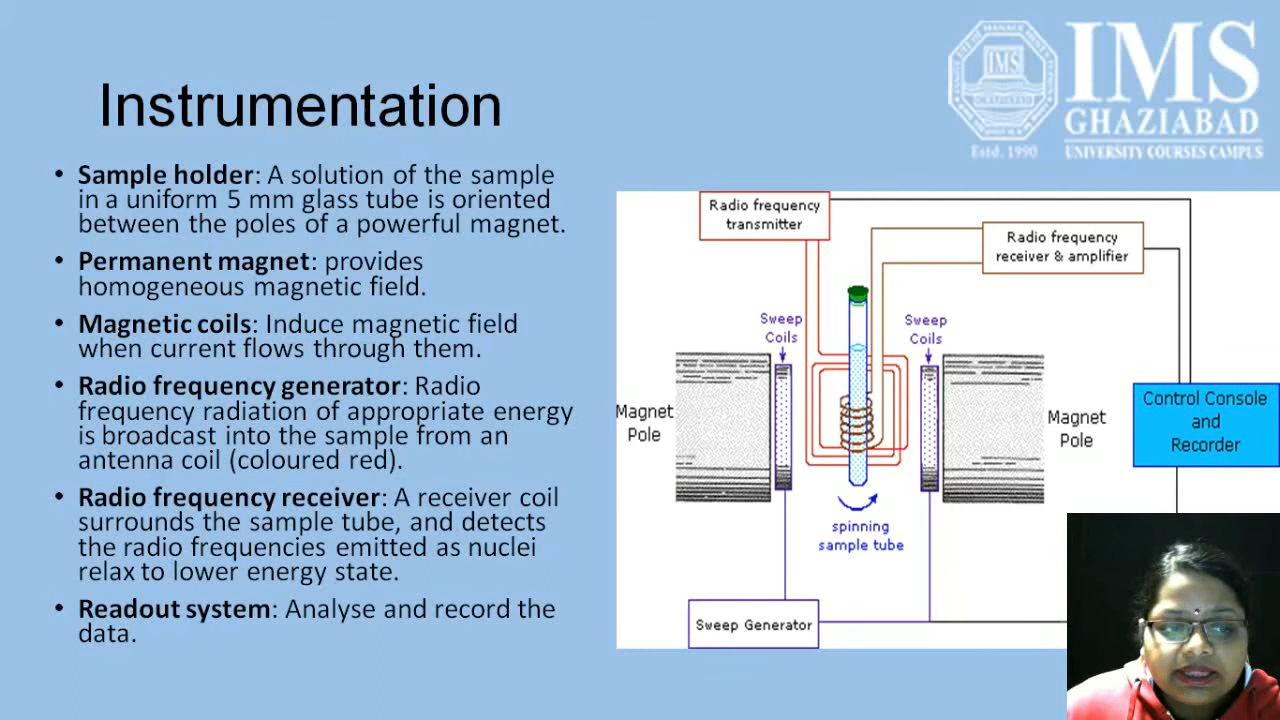 Instrumentation
• Sample holder: A solution of the sample
in a uniform 5 mm glass tube is oriented
between the poles of a powerful magnet.
• Permanent magnet: provides
homogeneous magnetic field.
• Magnetic coils: Induce magnetic field
when current flows through them.
• Radio frequency generator: Radio
frequency radiation of appropriate energy
is broadcast into the sample from an
antenna coil (coloured red).
• Radio frequency receiver: A receiver coil
surrounds the sample tube, and detects
the radio frequencies emitted as nuclei
relax to lower energy state.
• Readout system: Analyse and record the
data.
IMS
Estd. 1990
IMS
GHAZIABAD
UNIVERSITY COURSES CAMPUS
Radio frequency
transmitter
Radio frequency
receiver & amplifier
Sweep
Coils
Sweep
Coils
Magnet
Pole
Magnet
Pole
Control Console
and
Recorder
spinning
sample tube
Sweep Generator